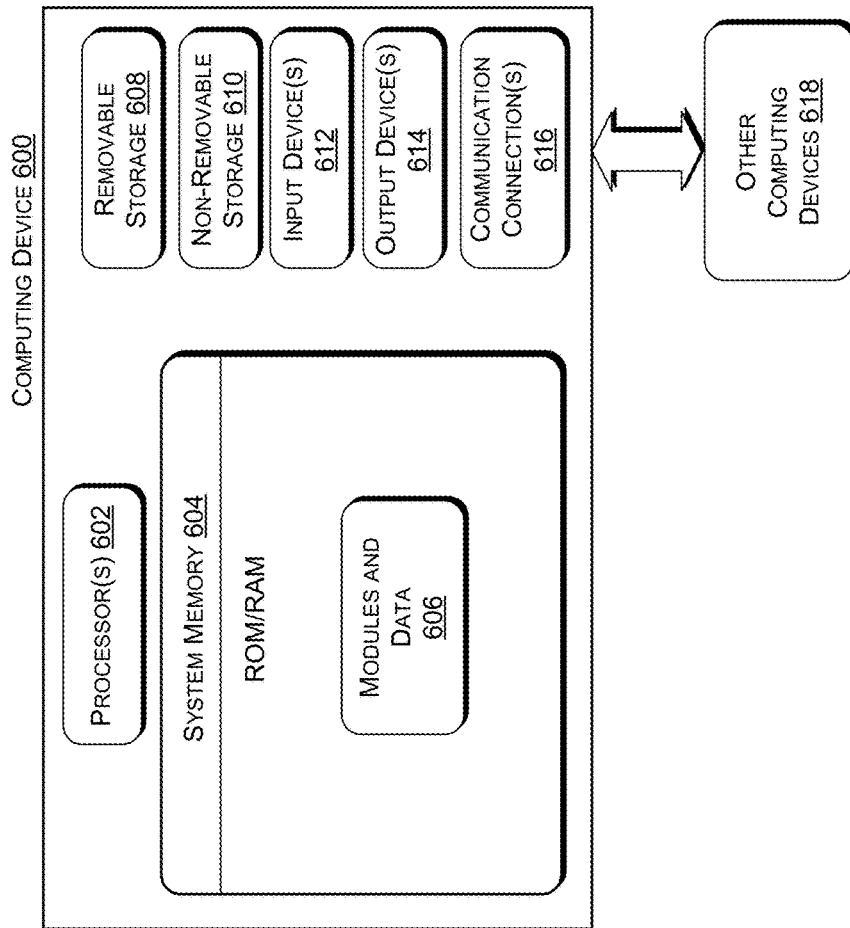 COMPUTING DEVICE 600
PROCESSOR(S) 602
SYSTEM MEMORY 604
ROM/RAM
MODULES AND
DATA
606
REMOVABLE
STORAGE 608
NON-REMOVABLE
STORAGE 610
INPUT DEVICE(S)
612
OUTPUT DEVICE(S)
614
COMMUNICATION
CONNECTION(S)
616
OTHER
COMPUTING
DEVICES 618